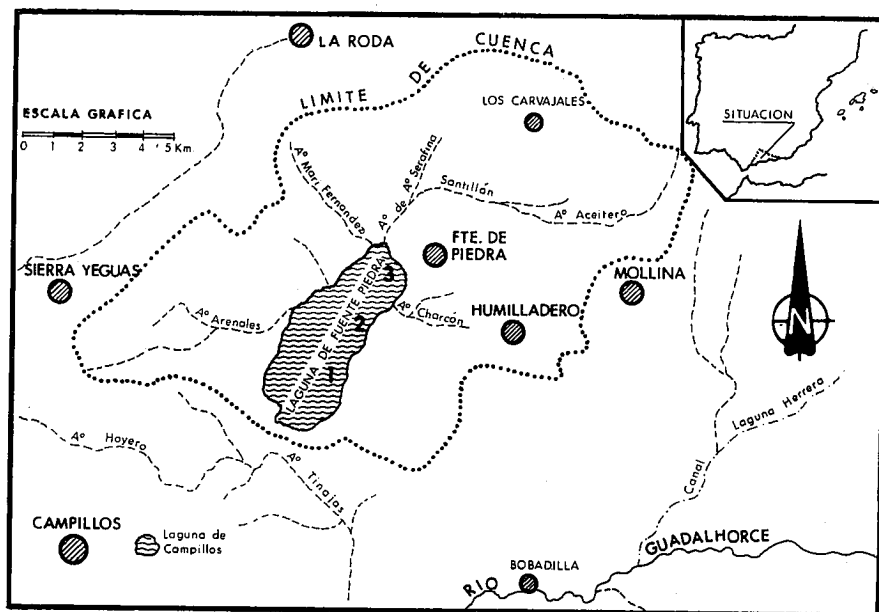 LA RODA
LIMITE DE CUENCA
ESCALA GRAFICA
0 1 2 3 4 5 Km.
LOS CARVAJALES
SITUACION
Aº Mari Fernandez
Aº de Aº Serafina
Santillán
Aº Aceitero
FTE. DE
PIEDRA
SIERRA YEGUAS
MOLLINA
3
Aº Arenales
LAGUNA DE FUENTE PIEDRA
2
Aº Charcón
HUMILLADERO
N
1
Aº Hoyero
Aº Tinajas
Canal Laguna Herrera
CAMPILLOS
Laguna de
Campillos
BOBADILLA
RIO GUADALHORCE